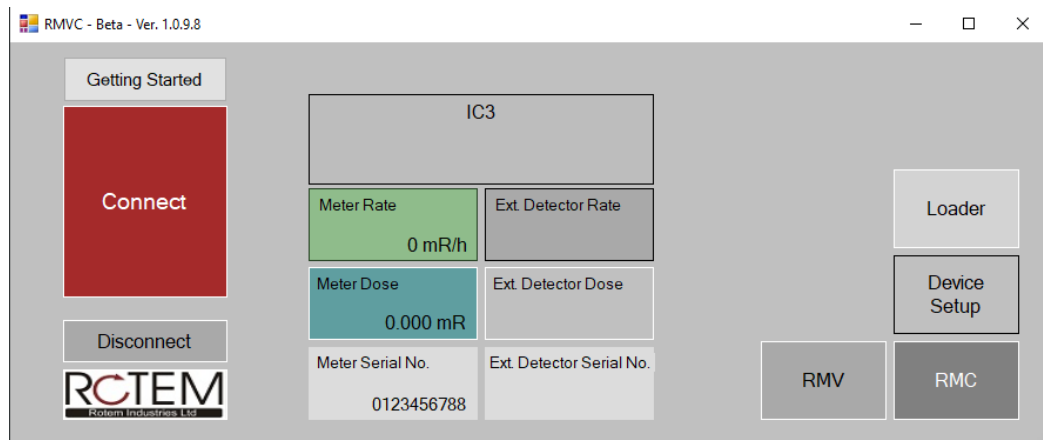 RMVC - Beta - Ver. 1.0.9.8
Getting Started
Connect
Disconnect
ROTEM
Rotem Industries Ltd
IC3
Meter Rate
0 mR/h
Ext. Detector Rate
Meter Dose
0.000 mR
Ext. Detector Dose
Meter Serial No.
0123456788
Ext. Detector Serial No.
Loader
Device
Setup
RMV
RMC